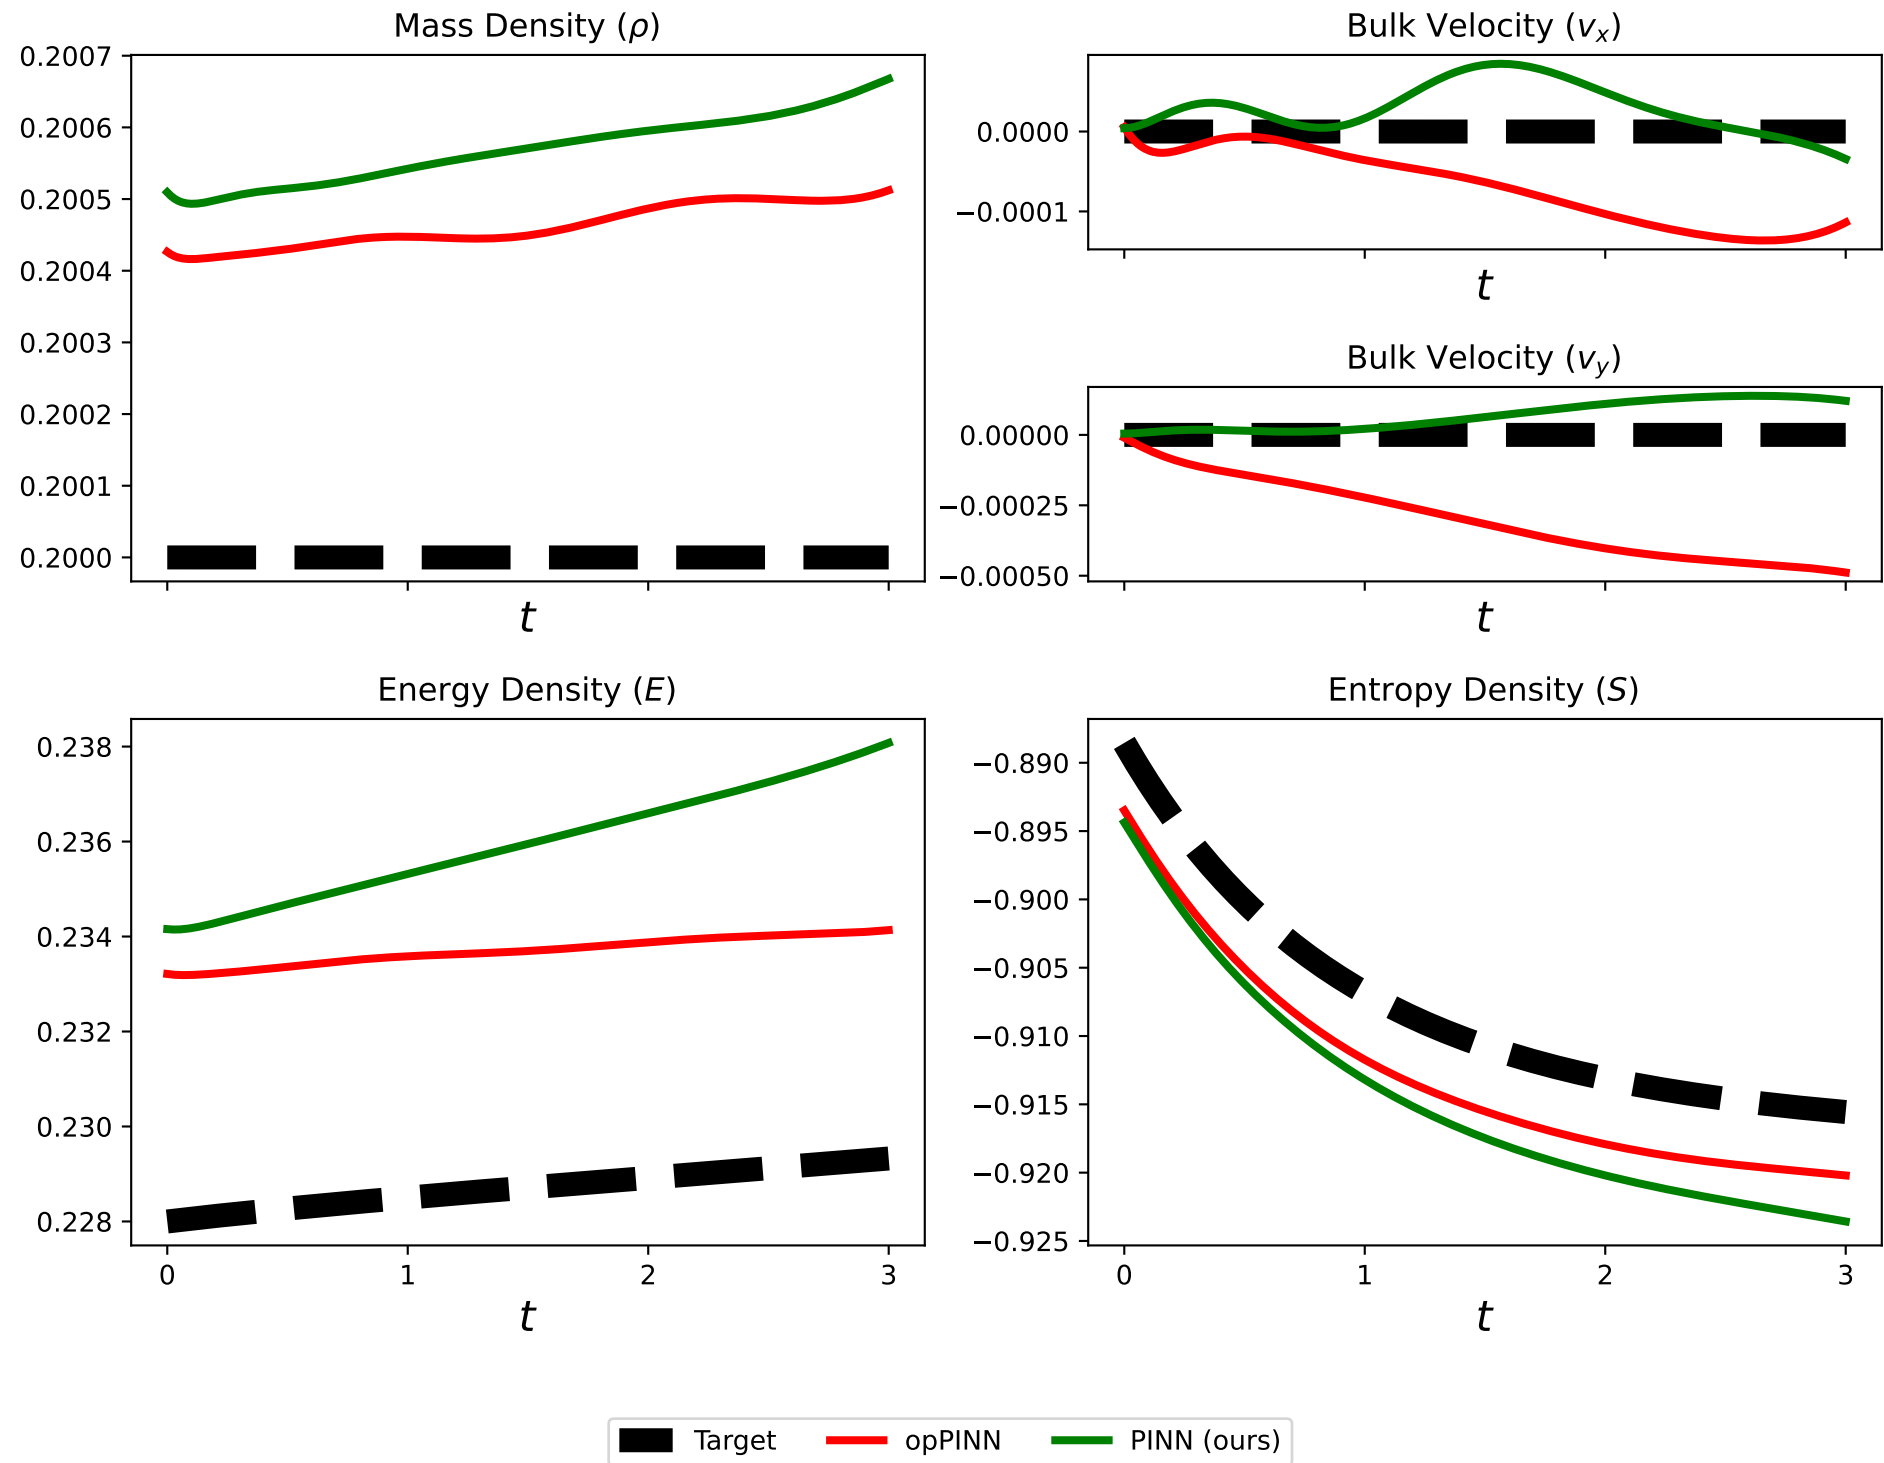 Mass Density (ρ)
0.2007
0.2006
0.2005
0.2004
0.2003
0.2002
0.2001
0.2000
t
Bulk Velocity (vₓ)
0.0000
−0.0001
t
Bulk Velocity (v_y)
0.00000
−0.00025
−0.00050
t
Energy Density (E)
0.238
0.236
0.234
0.232
0.230
0.228
0 1 2 3
t
Entropy Density (S)
−0.890
−0.895
−0.900
−0.905
−0.910
−0.915
−0.920
−0.925
0 1 2 3
t
Target opPINN PINN (ours)